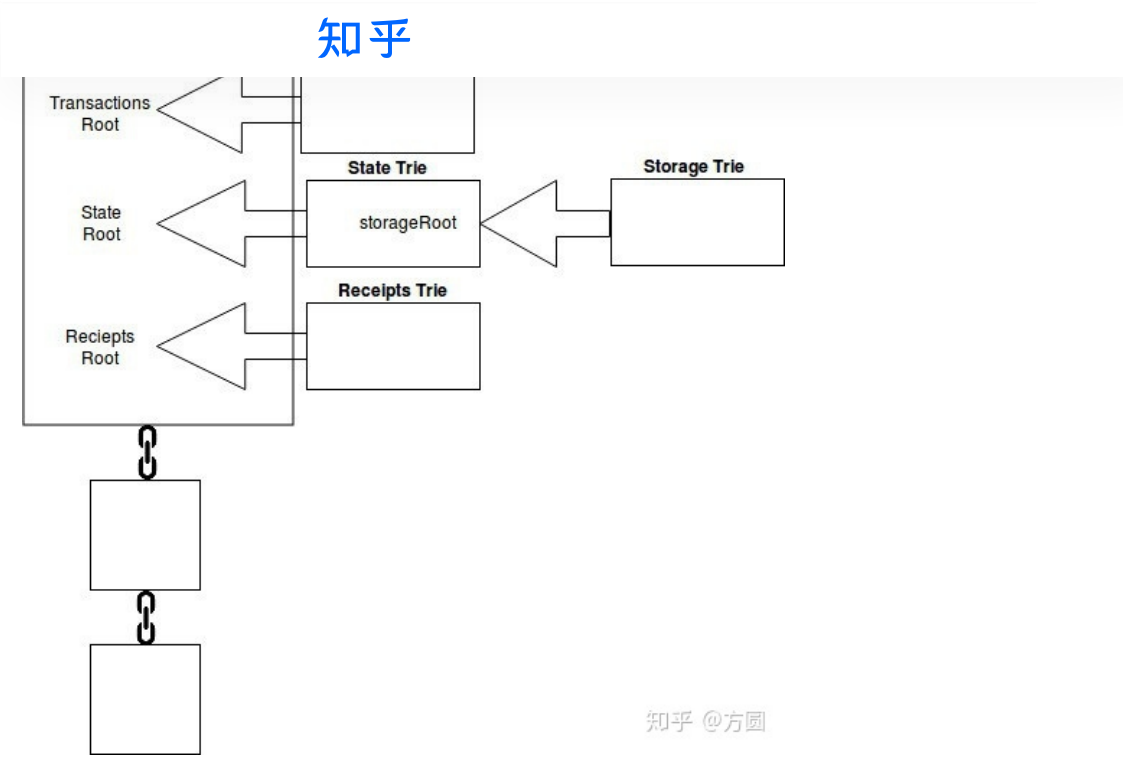 知乎
Transactions
Root
State Trie
Storage Trie
State
Root
storageRoot
Receipts Trie
Reciepts
Root
知乎 @方圆